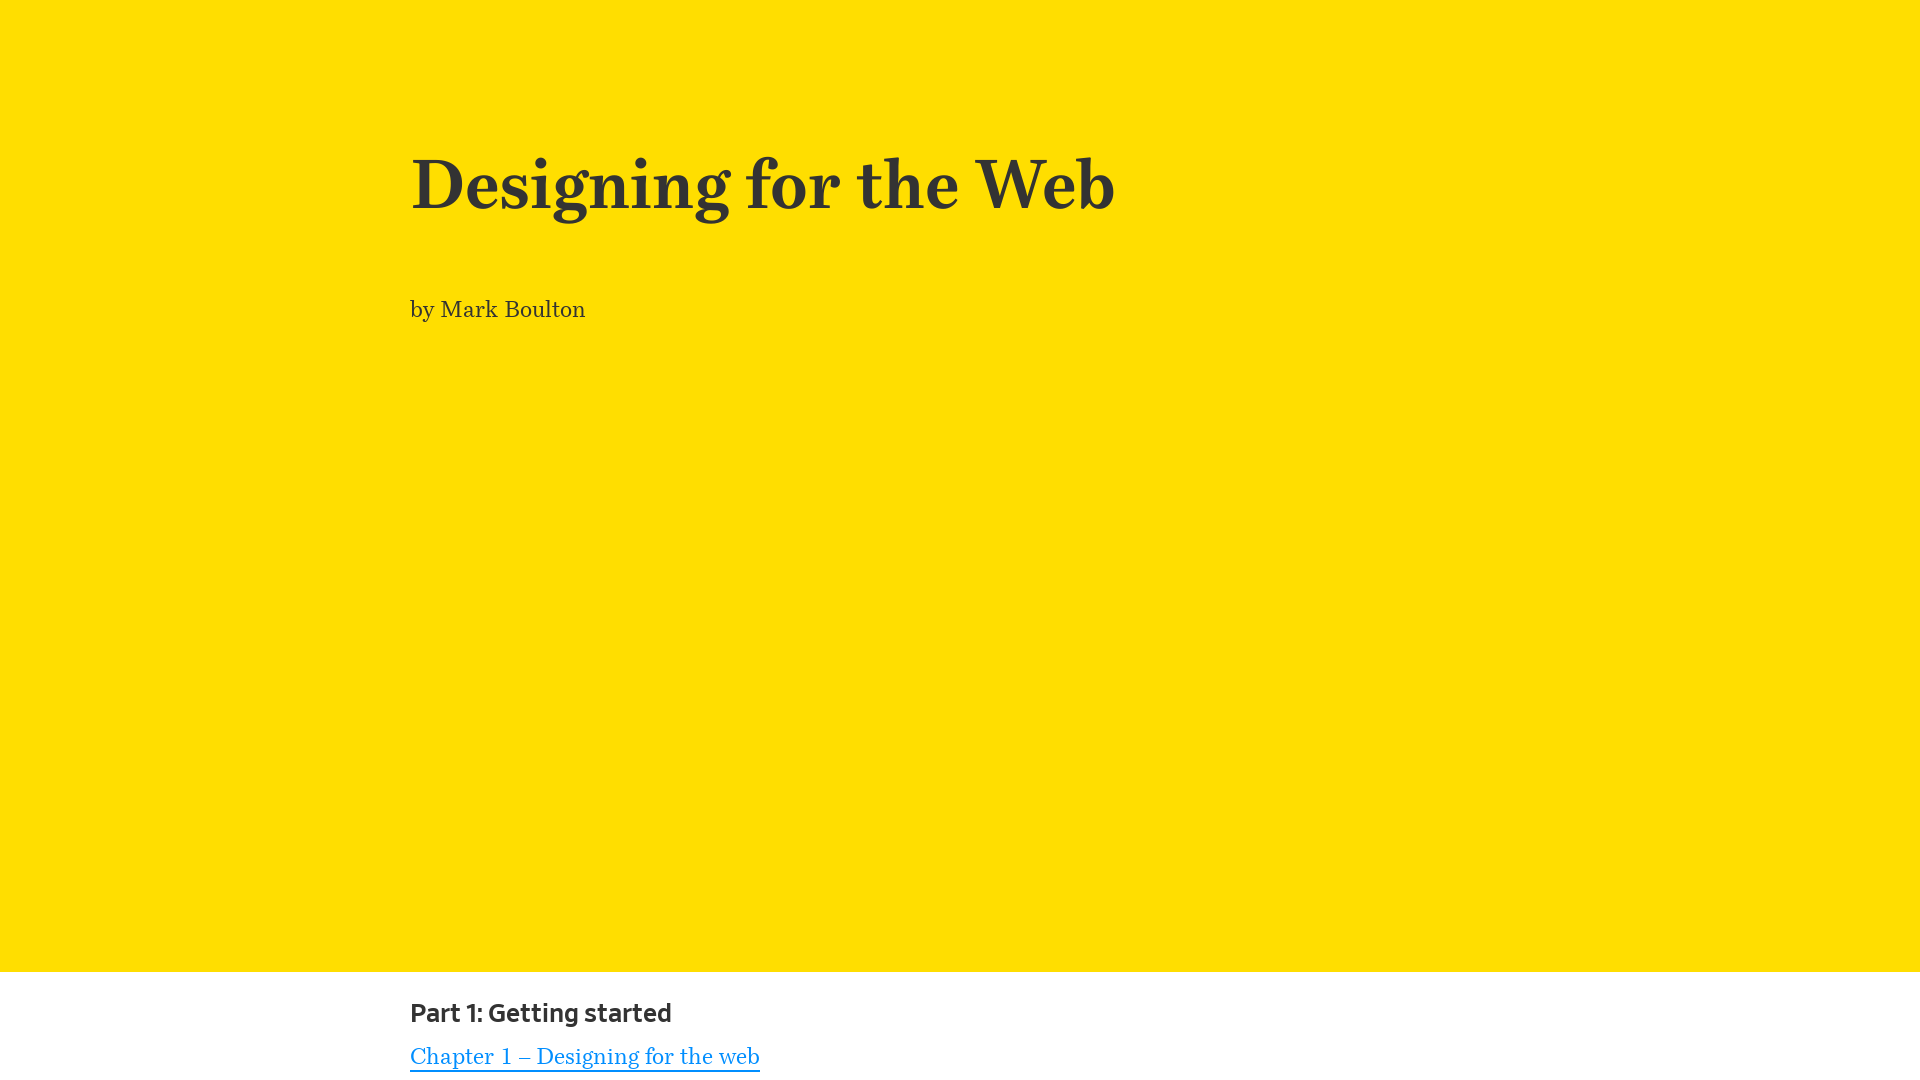 Designing for the Web
by Mark Boulton
Part 1: Getting started
Chapter 1 – Designing for the web